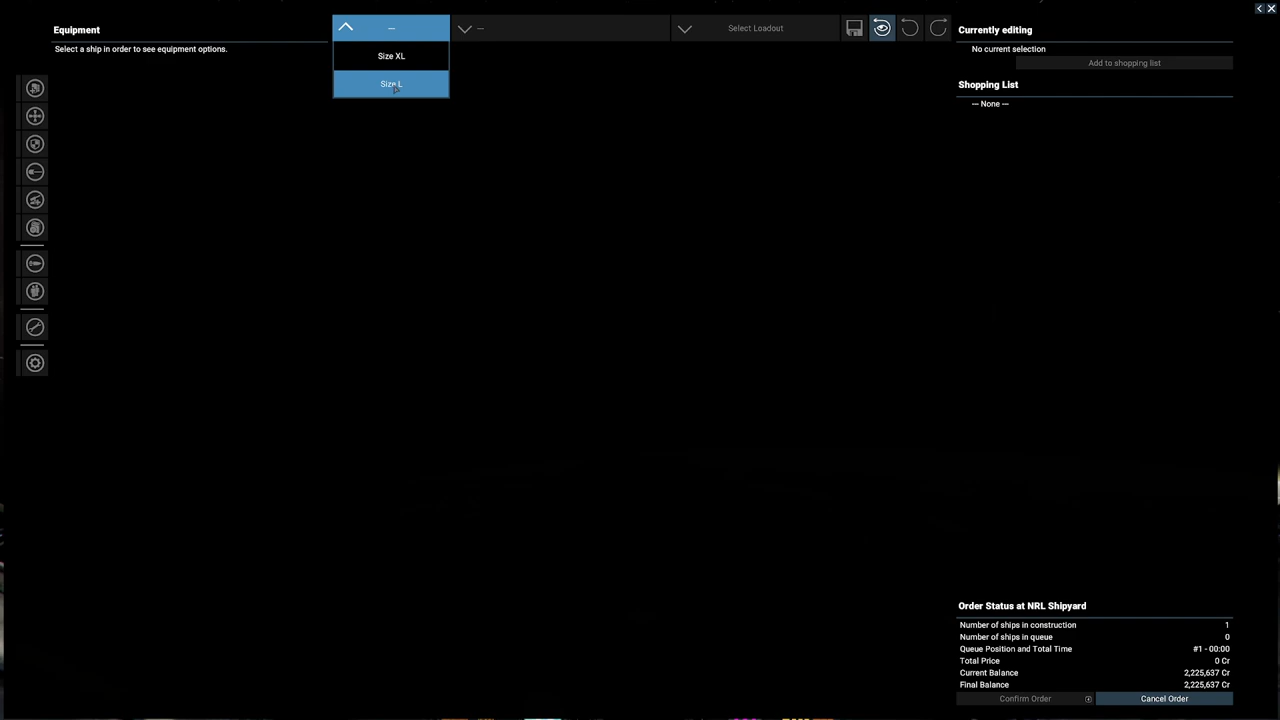 Equipment
Select a ship in order to see equipment options.
—
Size XL
Size L
—
Select Loadout
Currently editing
No current selection
Add to shopping list
Shopping List
--- None ---
Order Status at NRL Shipyard
Number of ships in construction 1
Number of ships in queue 0
Queue Position and Total Time #1 - 00:00
Total Price 0 Cr
Current Balance 2,225,637 Cr
Final Balance 2,225,637 Cr
Confirm Order
Cancel Order